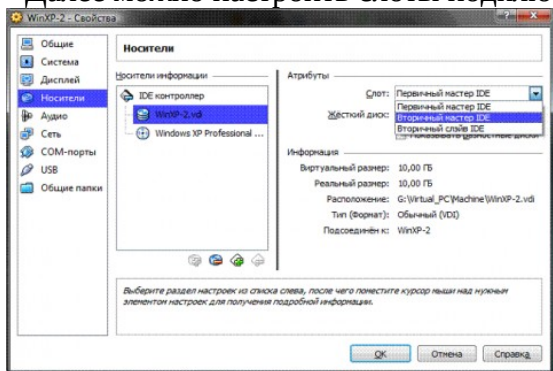 Далее можно настроить слоты подклю
WinXP-2 - Свойства
Общие
Система
Дисплей
Носители
Аудио
Сеть
COM-порты
USB
Общие папки
Носители
Носители информации
IDE контроллер
WinXP-2.vdi
Windows XP Professional ...
Атрибуты
Слот: Первичный мастер IDE
Первичный мастер IDE
Вторичный мастер IDE
Вторичный слэйв IDE
Жёсткий диск:
Показывать разностные диски
Информация
Виртуальный размер: 10,00 ГБ
Реальный размер: 10,00 ГБ
Расположение: G:\Virtual_PC\Machine\WinXP-2.vdi
Тип (Формат): Обычный (VDI)
Подсоединён к: WinXP-2
Выберите раздел настроек из списка слева, после чего поместите курсор мыши над нужным
элементом настроек для получения подробной информации.
OK
Отмена
Справка